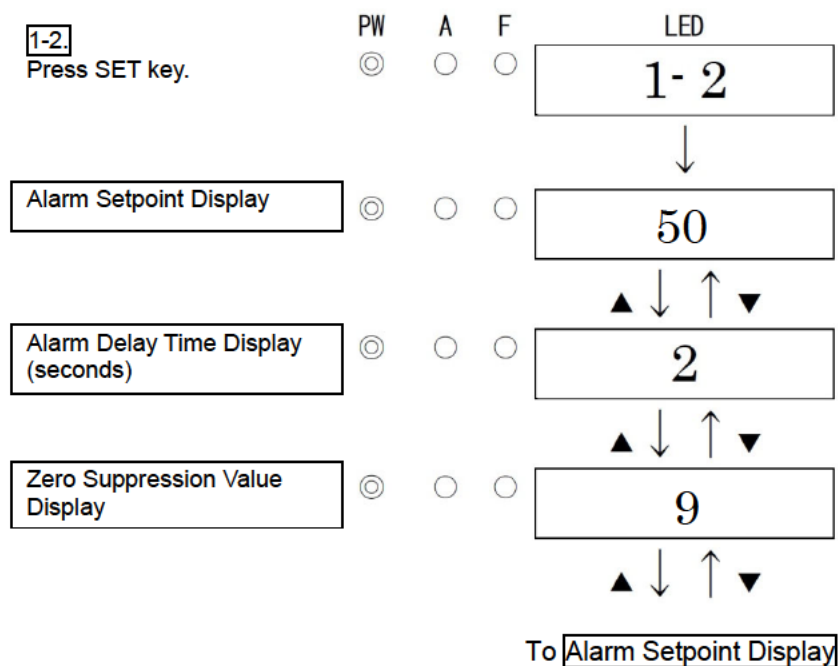 PW A F LED
1-2.
Press SET key.
1- 2
Alarm Setpoint Display
50
▲ ↓ ↑ ▼
Alarm Delay Time Display
(seconds)
2
▲ ↓ ↑ ▼
Zero Suppression Value
Display
9
▲ ↓ ↑ ▼
To Alarm Setpoint Display